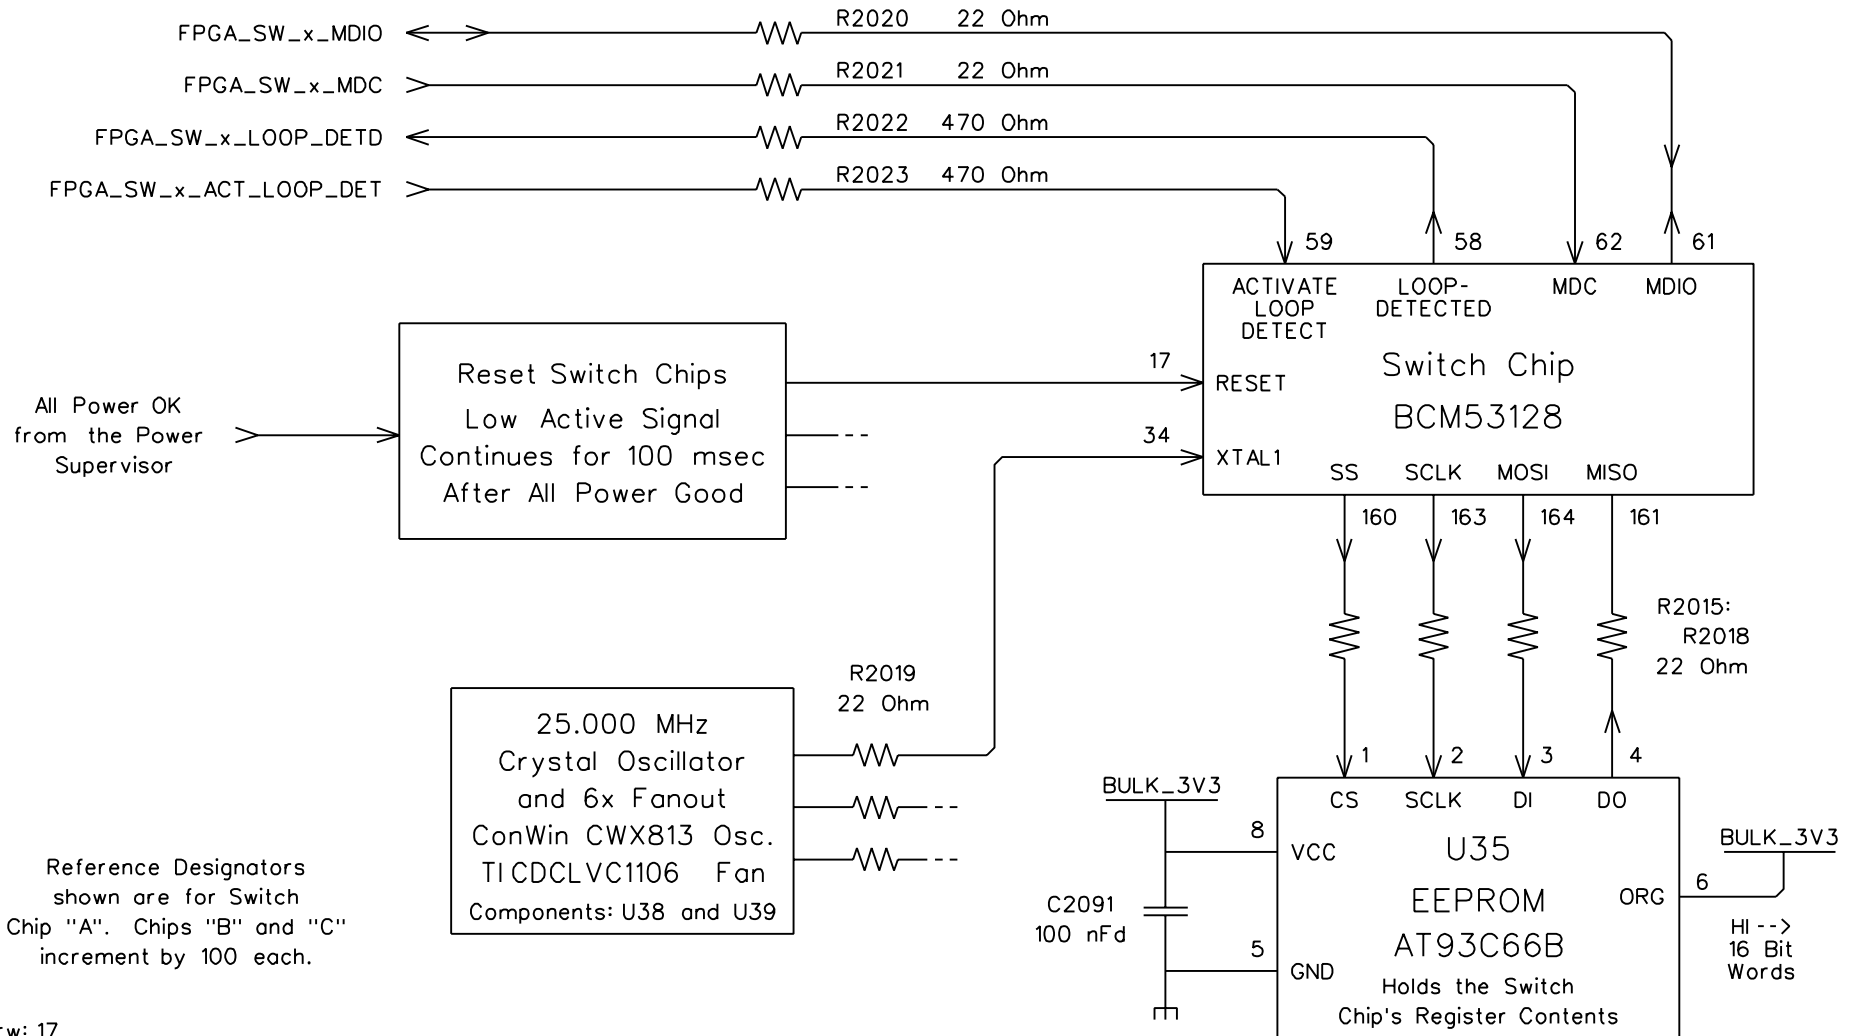 FPGA_SW_x_MDIO
R2020 22 Ohm
FPGA_SW_x_MDC
R2021 22 Ohm
FPGA_SW_x_LOOP_DETD
R2022 470 Ohm
FPGA_SW_x_ACT_LOOP_DET
R2023 470 Ohm
59
58
62
61
ACTIVATE
LOOP
DETECT
LOOP-
DETECTED
MDC
MDIO
Switch Chip
BCM53128
17
RESET
34
XTAL1
SS
SCLK
MOSI
MISO
160
163
164
161
All Power OK
from the Power
Supervisor
Reset Switch Chips
Low Active Signal
Continues for 100 msec
After All Power Good
R2015:
R2018
22 Ohm
R2019
22 Ohm
25.000 MHz
Crystal Oscillator
and 6x Fanout
ConWin CWX813 Osc.
TI CDCLVC1106 Fan
Components: U38 and U39
1
2
3
4
CS
SCLK
DI
DO
BULK_3V3
8
VCC
U35
EEPROM
AT93C66B
Holds the Switch
Chip's Register Contents
ORG
6
BULK_3V3
HI -->
16 Bit
Words
C2091
100 nFd
5
GND
Reference Designators
shown are for Switch
Chip "A". Chips "B" and "C"
increment by 100 each.
17